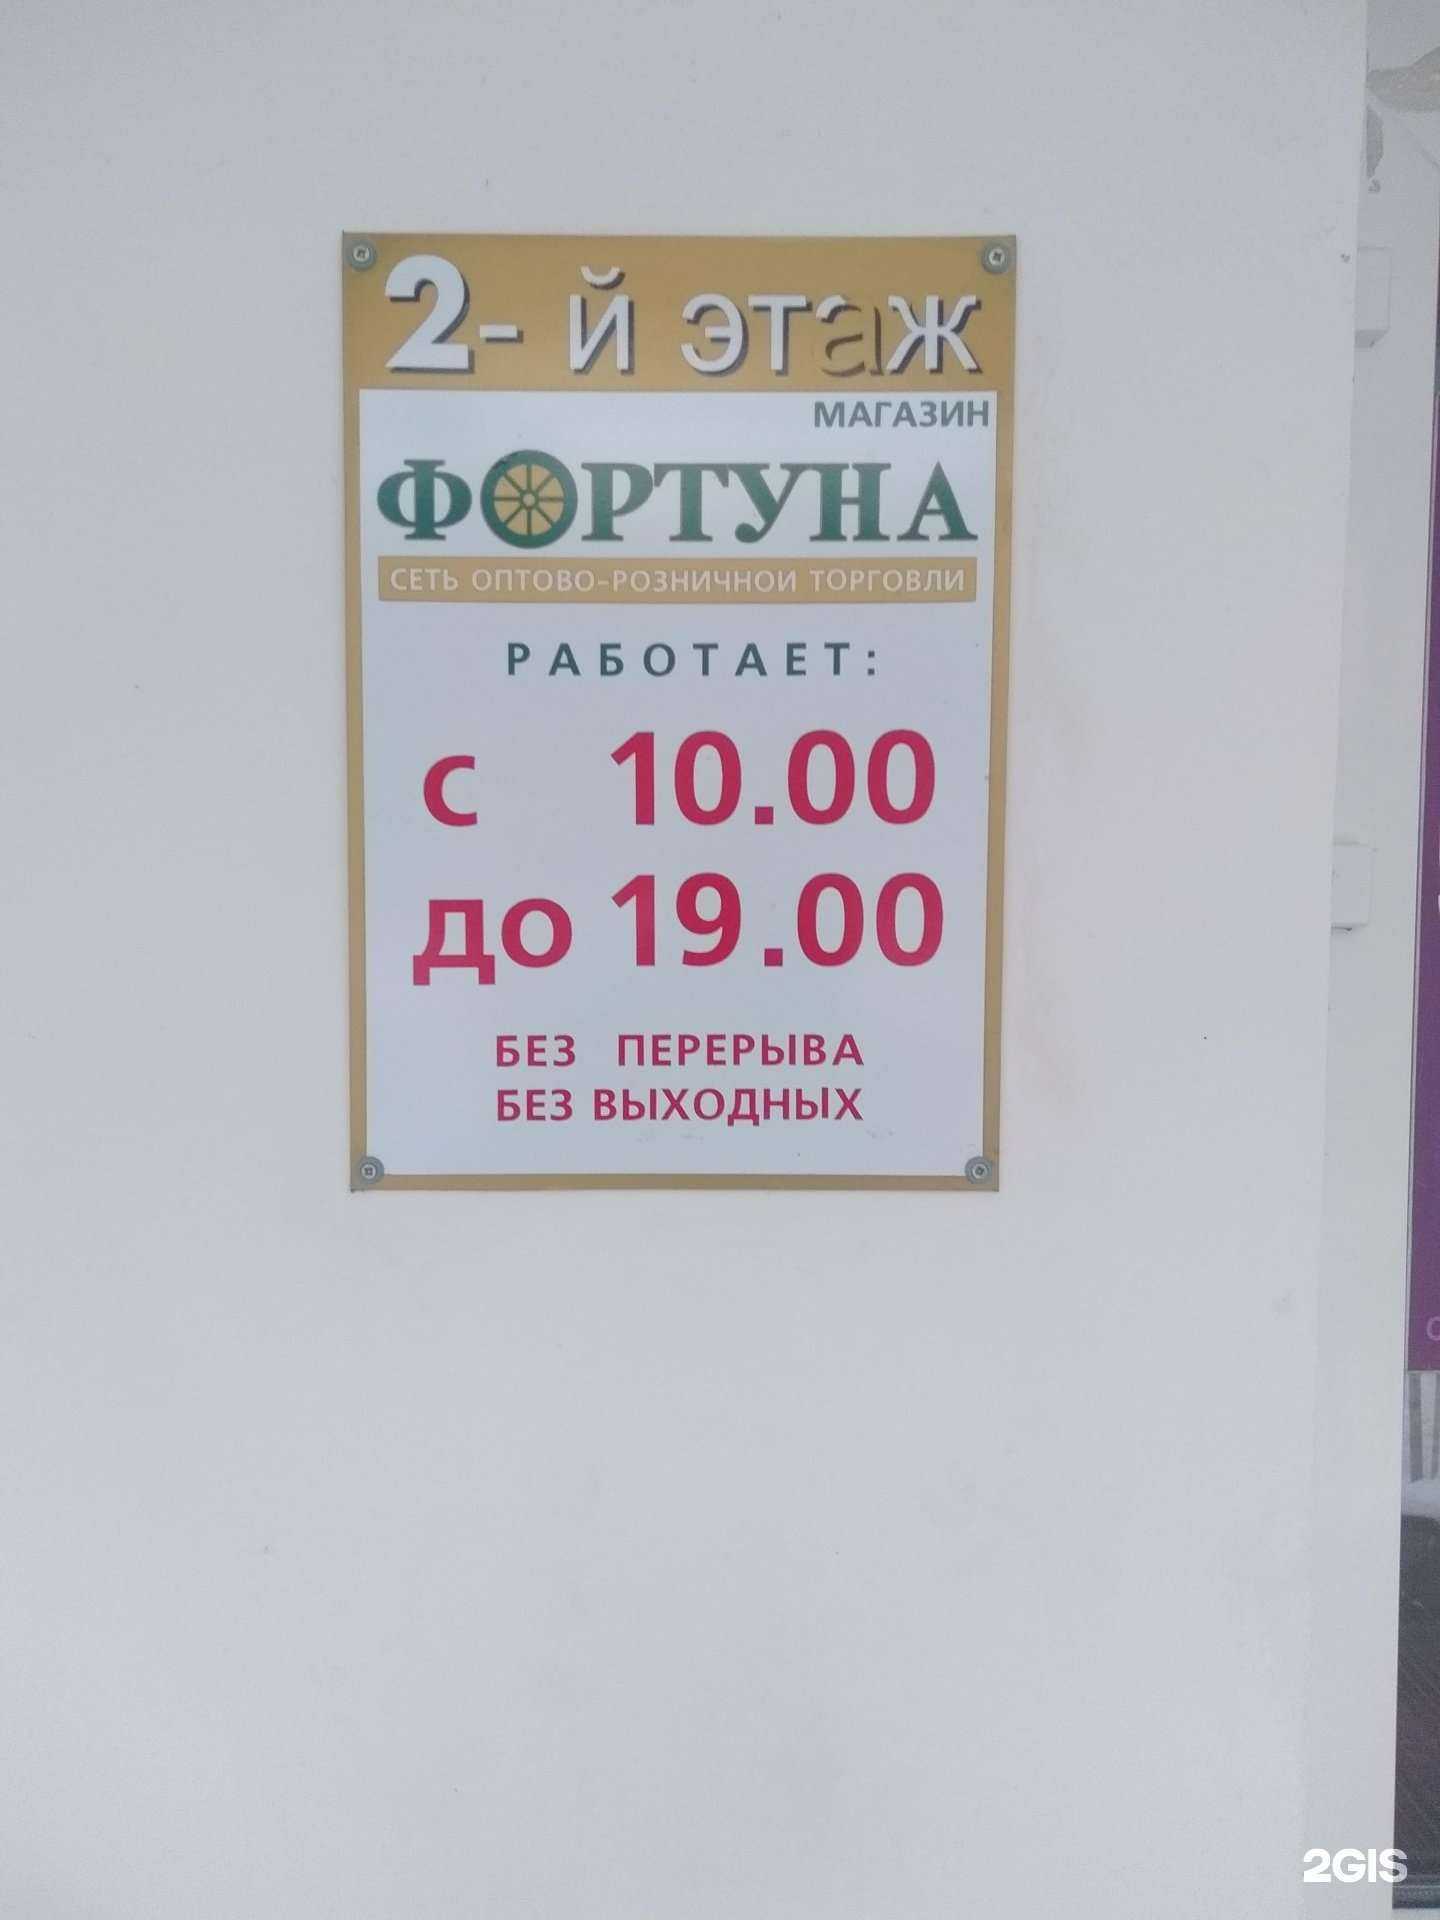 2- й этаж
МАГАЗИН
ФОРТУНА
СЕТЬ ОПТОВО-РОЗНИЧНОЙ ТОРГОВЛИ
РАБОТАЕТ:
с 10.00
до 19.00
БЕЗ ПЕРЕРЫВА
БЕЗ ВЫХОДНЫХ
2GIS